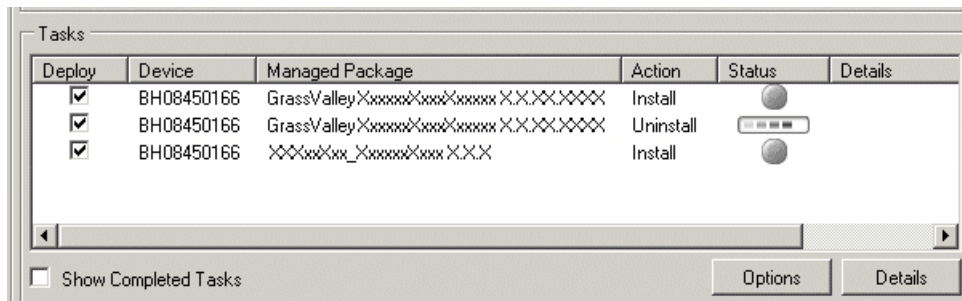 Tasks
Deploy Device Managed Package Action Status Details
BH08450166 GrassValleyXxxxxxXxxxXxxxxx X.X.XX.XXXX Install
BH08450166 GrassValleyXxxxxxXxxxXxxxxx X.X.XX.XXXX Uninstall
BH08450166 XXXxxXxx_XxxxxxXxxx X.X.X Install
Show Completed Tasks Options Details